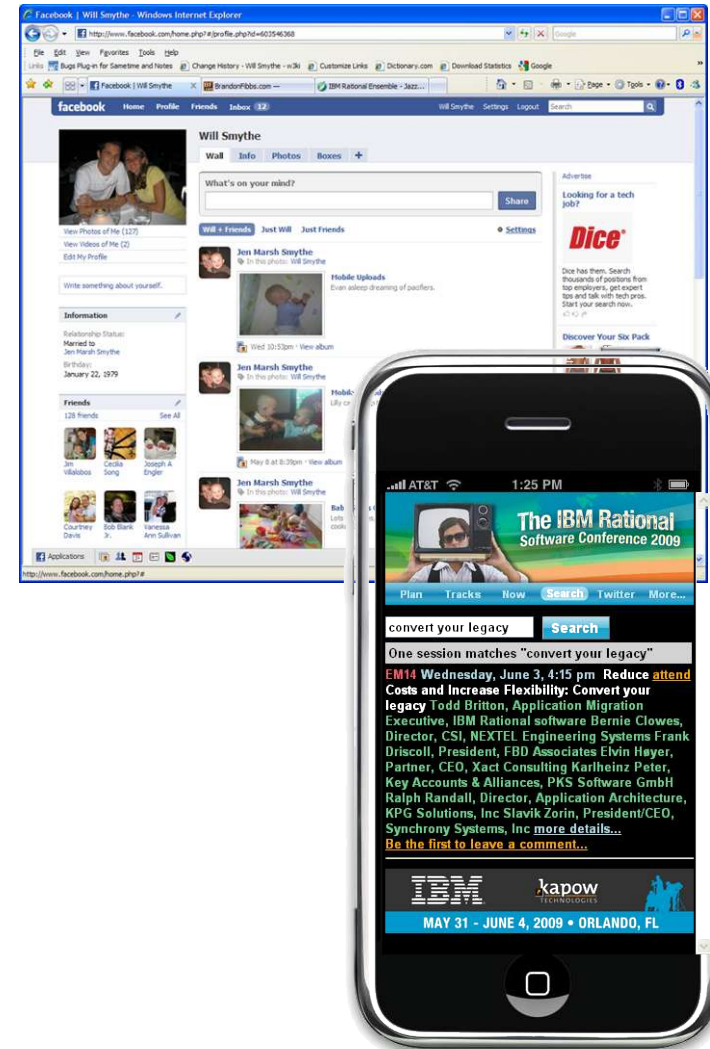 Facebook | Will Smythe - Windows Internet Explorer
http://www.facebook.com/home.php?#/profile.php?id=603546368
Google
File Edit View Favorites Tools Help
Links Bugs Plug-in for Sametime and Notes Change History - Will Smythe - w3ki Customize Links Dictionary.com Download Statistics Google
Facebook | Will Smythe X BrandonFibbs.com — IBM Rational Ensemble - Jazz... Page Tools Help
facebook Home Profile Friends Inbox 12 Will Smythe Settings Logout Search
Will Smythe
Wall Info Photos Boxes +
What's on your mind?
Share
Will + Friends Just Will Just Friends Settings
View Photos of Me (127)
View Videos of Me (2)
Edit My Profile
Write something about yourself.
Information
Relationship Status:
Married to
Jen Marsh Smythe
Birthday:
January 22, 1979
Friends
128 friends See All
Jim
Villalobos
Cecilia
Song
Joseph A
Engler
Courtney
Davis
Bob Blank
Jr.
Vanessa
Ann Sullivan
Jen Marsh Smythe
In this photo: Will Smythe
Mobile Uploads
Evan asleep dreaming of pacifiers.
Wed 10:53pm · View album
Jen Marsh Smythe
In this photo: Will Smythe
May 8 at 8:39pm · View album
Jen Marsh Smythe
In this photo: Will Smythe
Advertise
Looking for a tech
job?
Dice
Dice has them. Search
thousands of positions from
top employers, get expert
tips and talk with tech pros.
Start your search now.
Discover Your Six Pack
Applications
http://www.facebook.com/home.php?#
AT&T 1:25 PM
The IBM Rational
Software Conference 2009
Plan Tracks Now Search Twitter More...
convert your legacy Search
One session matches "convert your legacy"
EM14 Wednesday, June 3, 4:15 pm Reduce attend
Costs and Increase Flexibility: Convert your
legacy Todd Britton, Application Migration
Executive, IBM Rational software Bernie Clowes,
Director, CSI, NEXTEL Engineering Systems Frank
Driscoll, President, FBD Associates Elvin Høyer,
Partner, CEO, Xact Consulting Karlheinz Peter,
Key Accounts & Alliances, PKS Software GmbH
Ralph Randall, Director, Application Architecture,
KPG Solutions, Inc Slavik Zorin, President/CEO,
Synchrony Systems, Inc more details...
Be the first to leave a comment...
IBM kapow
TECHNOLOGIES
MAY 31 - JUNE 4, 2009 • ORLANDO, FL